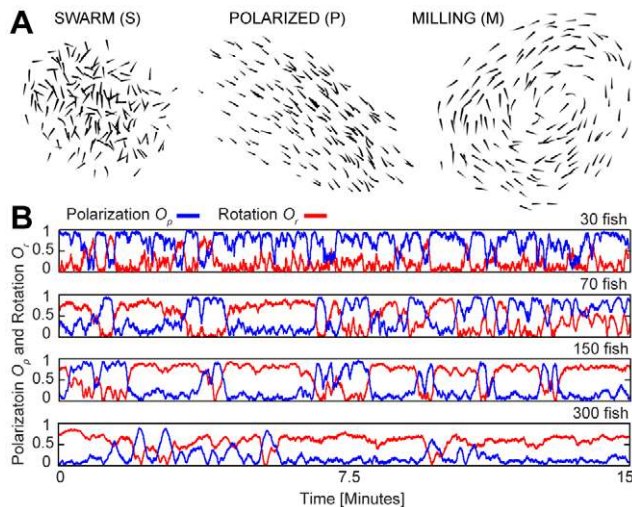 A
SWARM (S)
POLARIZED (P)
MILLING (M)
B
Polarization Op
Rotation Or
30 fish
1
0.5
0
70 fish
1
0.5
0
150 fish
1
0.5
0
300 fish
1
0.5
0
Polarizatoin Op and Rotation Or
0
7.5
15
Time [Minutes]